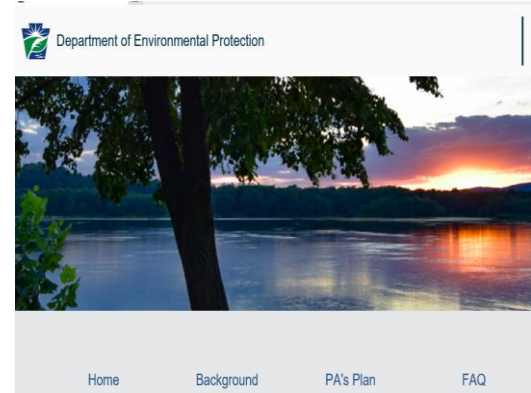 Department of Environmental Protection
Home Background PA's Plan FAQ